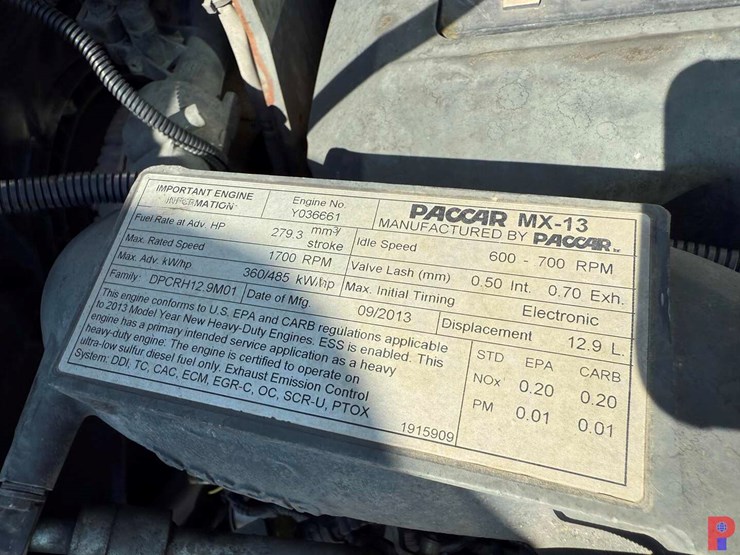 IMPORTANT ENGINE
INFORMATION
Engine No.
Y036661
PACCAR MX-13
MANUFACTURED BY PACCAR Inc
Fuel Rate at Adv. HP 279.3 mm³/
stroke
Idle Speed 600 - 700 RPM
Max. Rated Speed 1700 RPM
Valve Lash (mm) 0.50 Int. 0.70 Exh.
Max. Adv. kW/hp 360/485 kW/hp
Max. Initial Timing Electronic
Family: DPCRH12.9M01
Date of Mfg. 09/2013
Displacement 12.9 L.
This engine conforms to U.S, EPA and CARB regulations applicable
to 2013 Model Year New Heavy-Duty Engines. ESS is enabled. This
engine has a primary intended service application as a heavy
heavy-duty engine. The engine is certified to operate on
ultra-low sulfur diesel fuel only. Exhaust Emission Control
System: DDI, TC, CAC, ECM, EGR-C, OC, SCR-U, PTOX
1915909
STD EPA CARB
NOx 0.20 0.20
PM 0.01 0.01